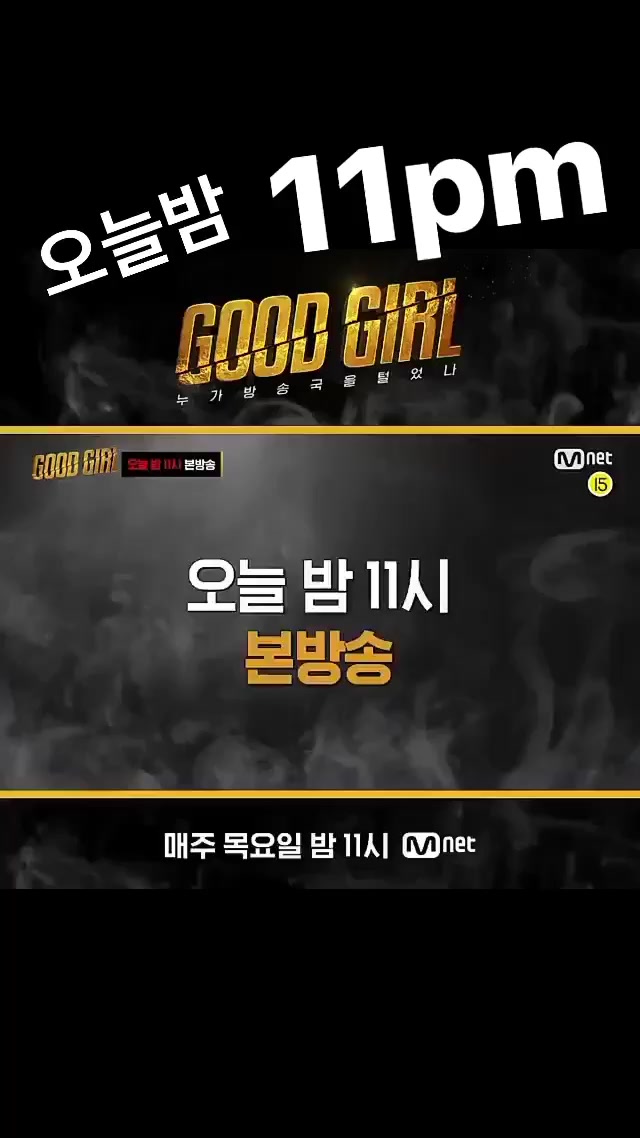 오늘밤 11pm
GOOD GIRL
누가 방송국을 털었나
GOOD GIRL 오늘 밤 11시 본방송
Mnet
15
오늘 밤 11시
본방송
매주 목요일 밤 11시 Mnet